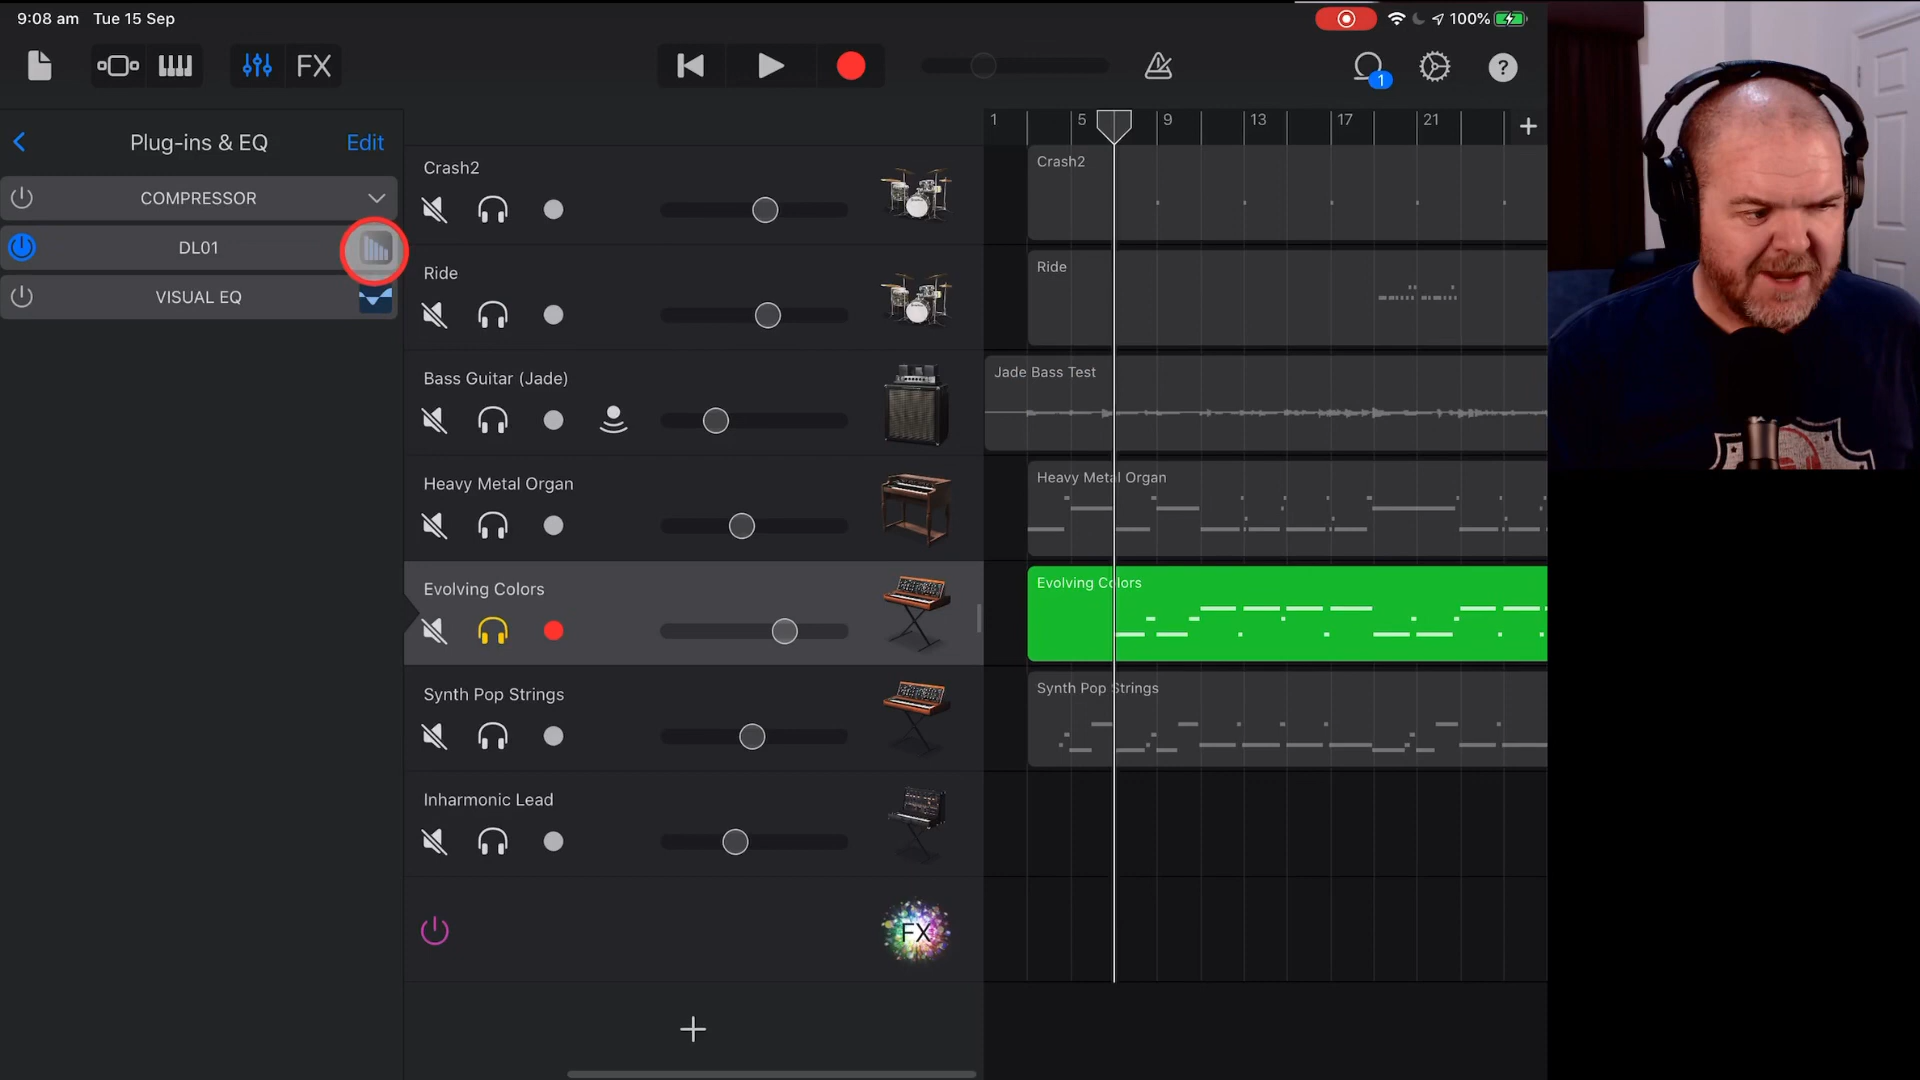 9:08 am Tue 15 Sep
100%
FX
1
?
Plug-ins & EQ
Edit
1
5
9
13
17
21
COMPRESSOR
DL01
VISUAL EQ
Crash2
Crash2
Ride
Ride
Bass Guitar (Jade)
Jade Bass Test
Heavy Metal Organ
Heavy Metal Organ
Evolving Colors
Evolving Colors
Synth Pop Strings
Synth Pop Strings
Inharmonic Lead
FX